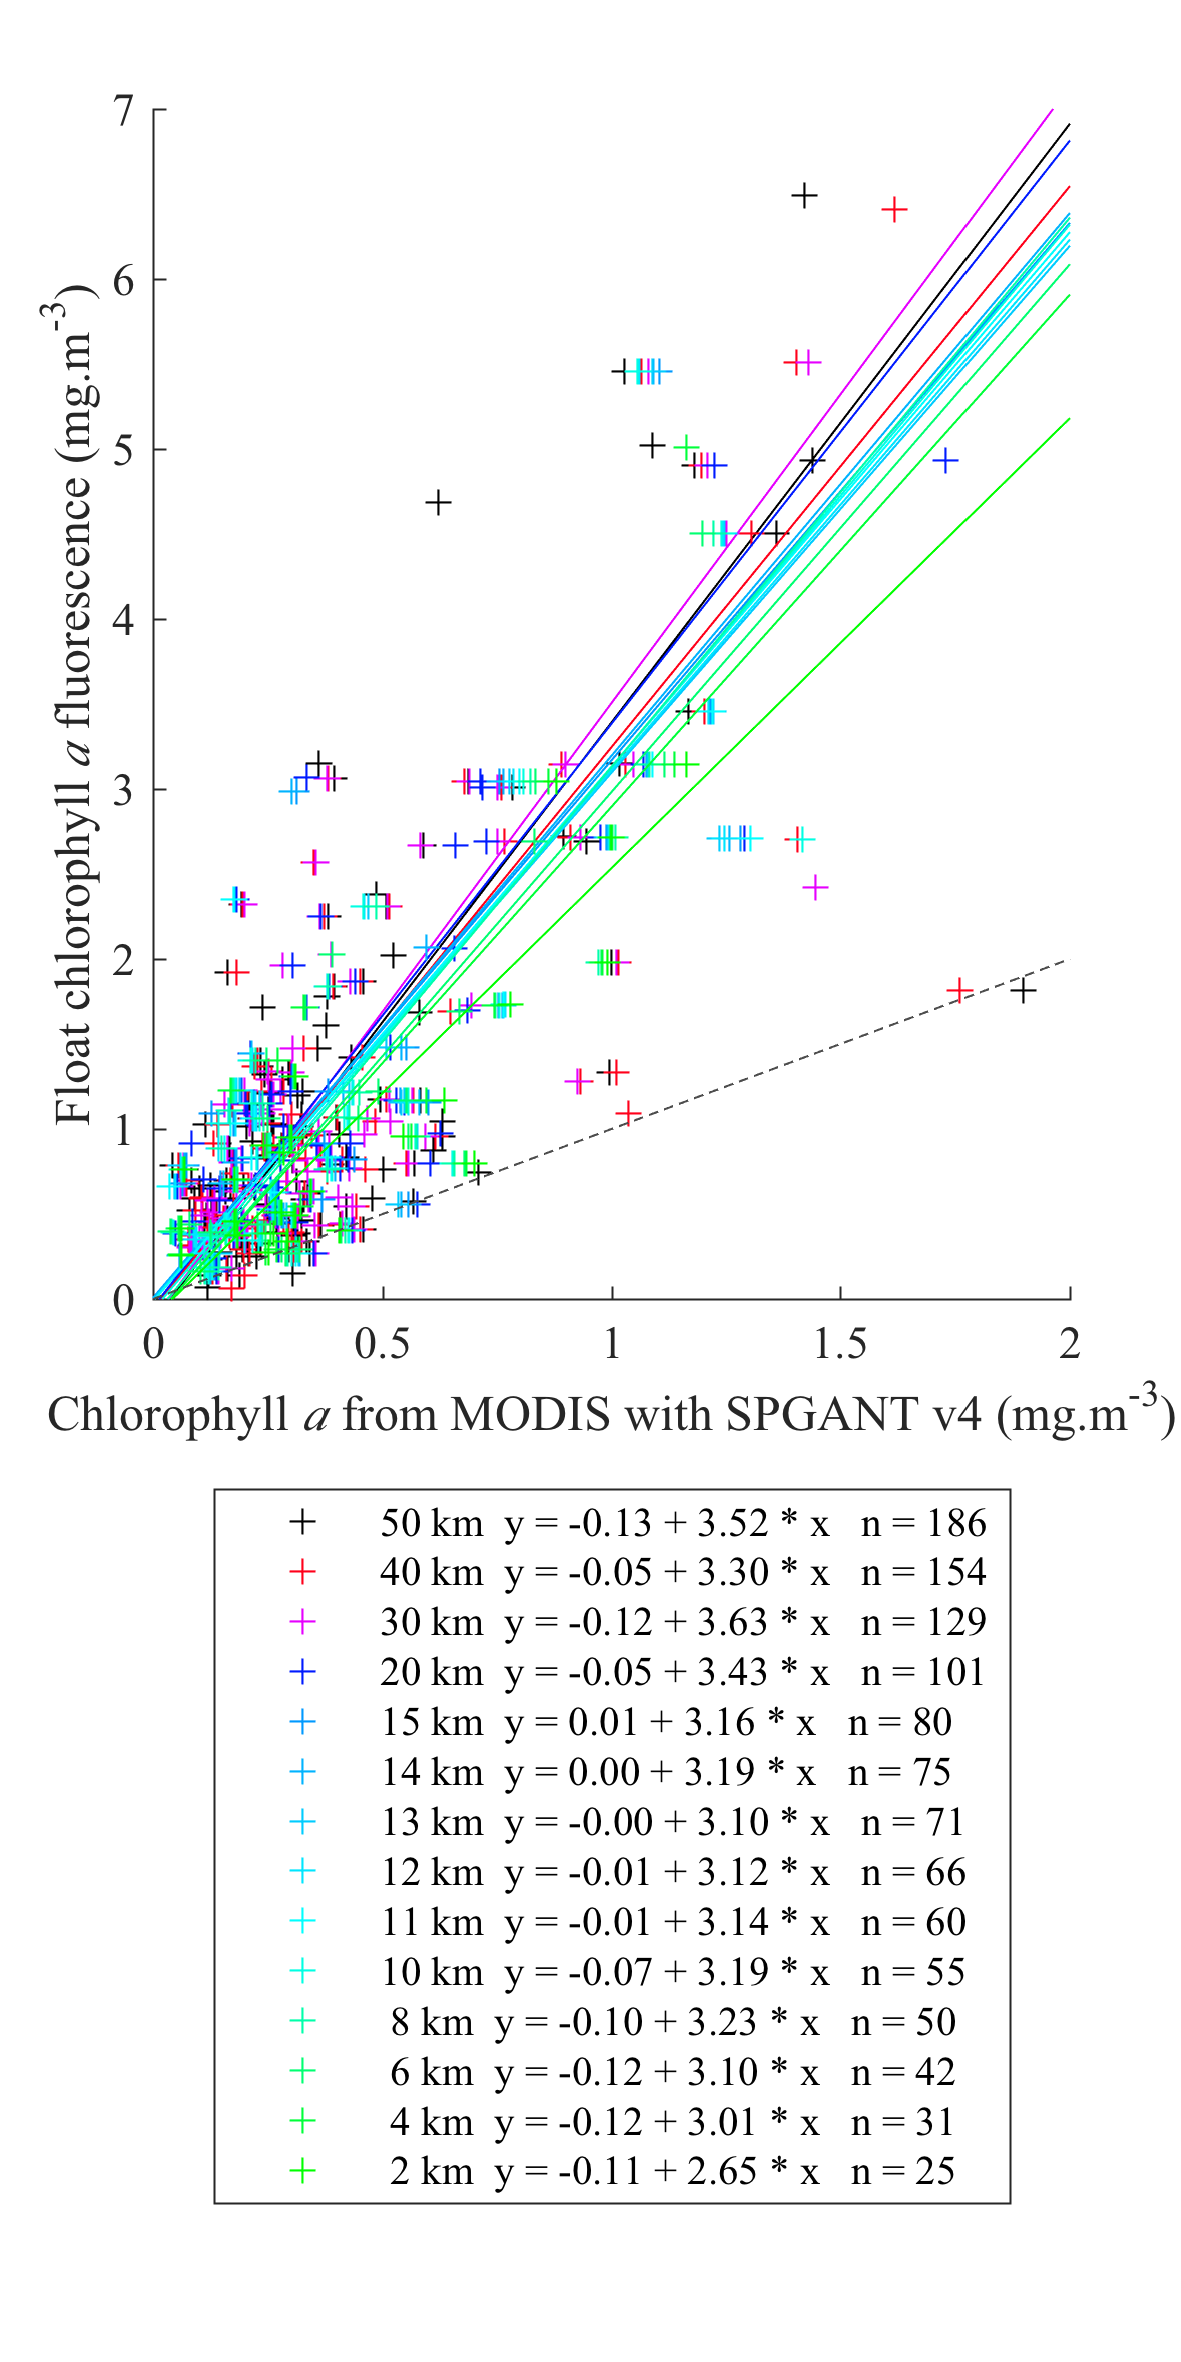 7
6
5
4
3
2
1
0
Float chlorophyll a fluorescence (mg.m-3)
0 0.5 1 1.5 2
Chlorophyll a from MODIS with SPGANT v4 (mg.m-3)
50 km y = -0.13 + 3.52 * x n = 186
40 km y = -0.05 + 3.30 * x n = 154
30 km y = -0.12 + 3.63 * x n = 129
20 km y = -0.05 + 3.43 * x n = 101
15 km y = 0.01 + 3.16 * x n = 80
14 km y = 0.00 + 3.19 * x n = 75
13 km y = -0.00 + 3.10 * x n = 71
12 km y = -0.01 + 3.12 * x n = 66
11 km y = -0.01 + 3.14 * x n = 60
10 km y = -0.07 + 3.19 * x n = 55
8 km y = -0.10 + 3.23 * x n = 50
6 km y = -0.12 + 3.10 * x n = 42
4 km y = -0.12 + 3.01 * x n = 31
2 km y = -0.11 + 2.65 * x n = 25